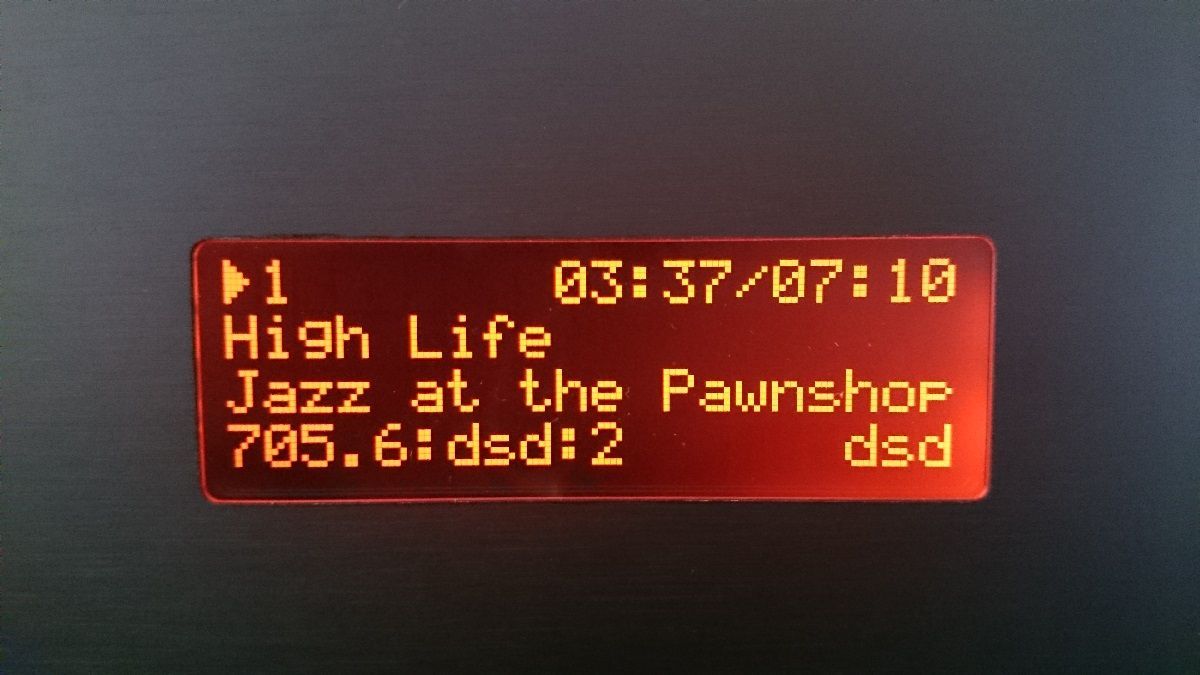 ▶1 03:37/07:10
High Life
Jazz at the Pawnshop
705.6:dsd:2 dsd